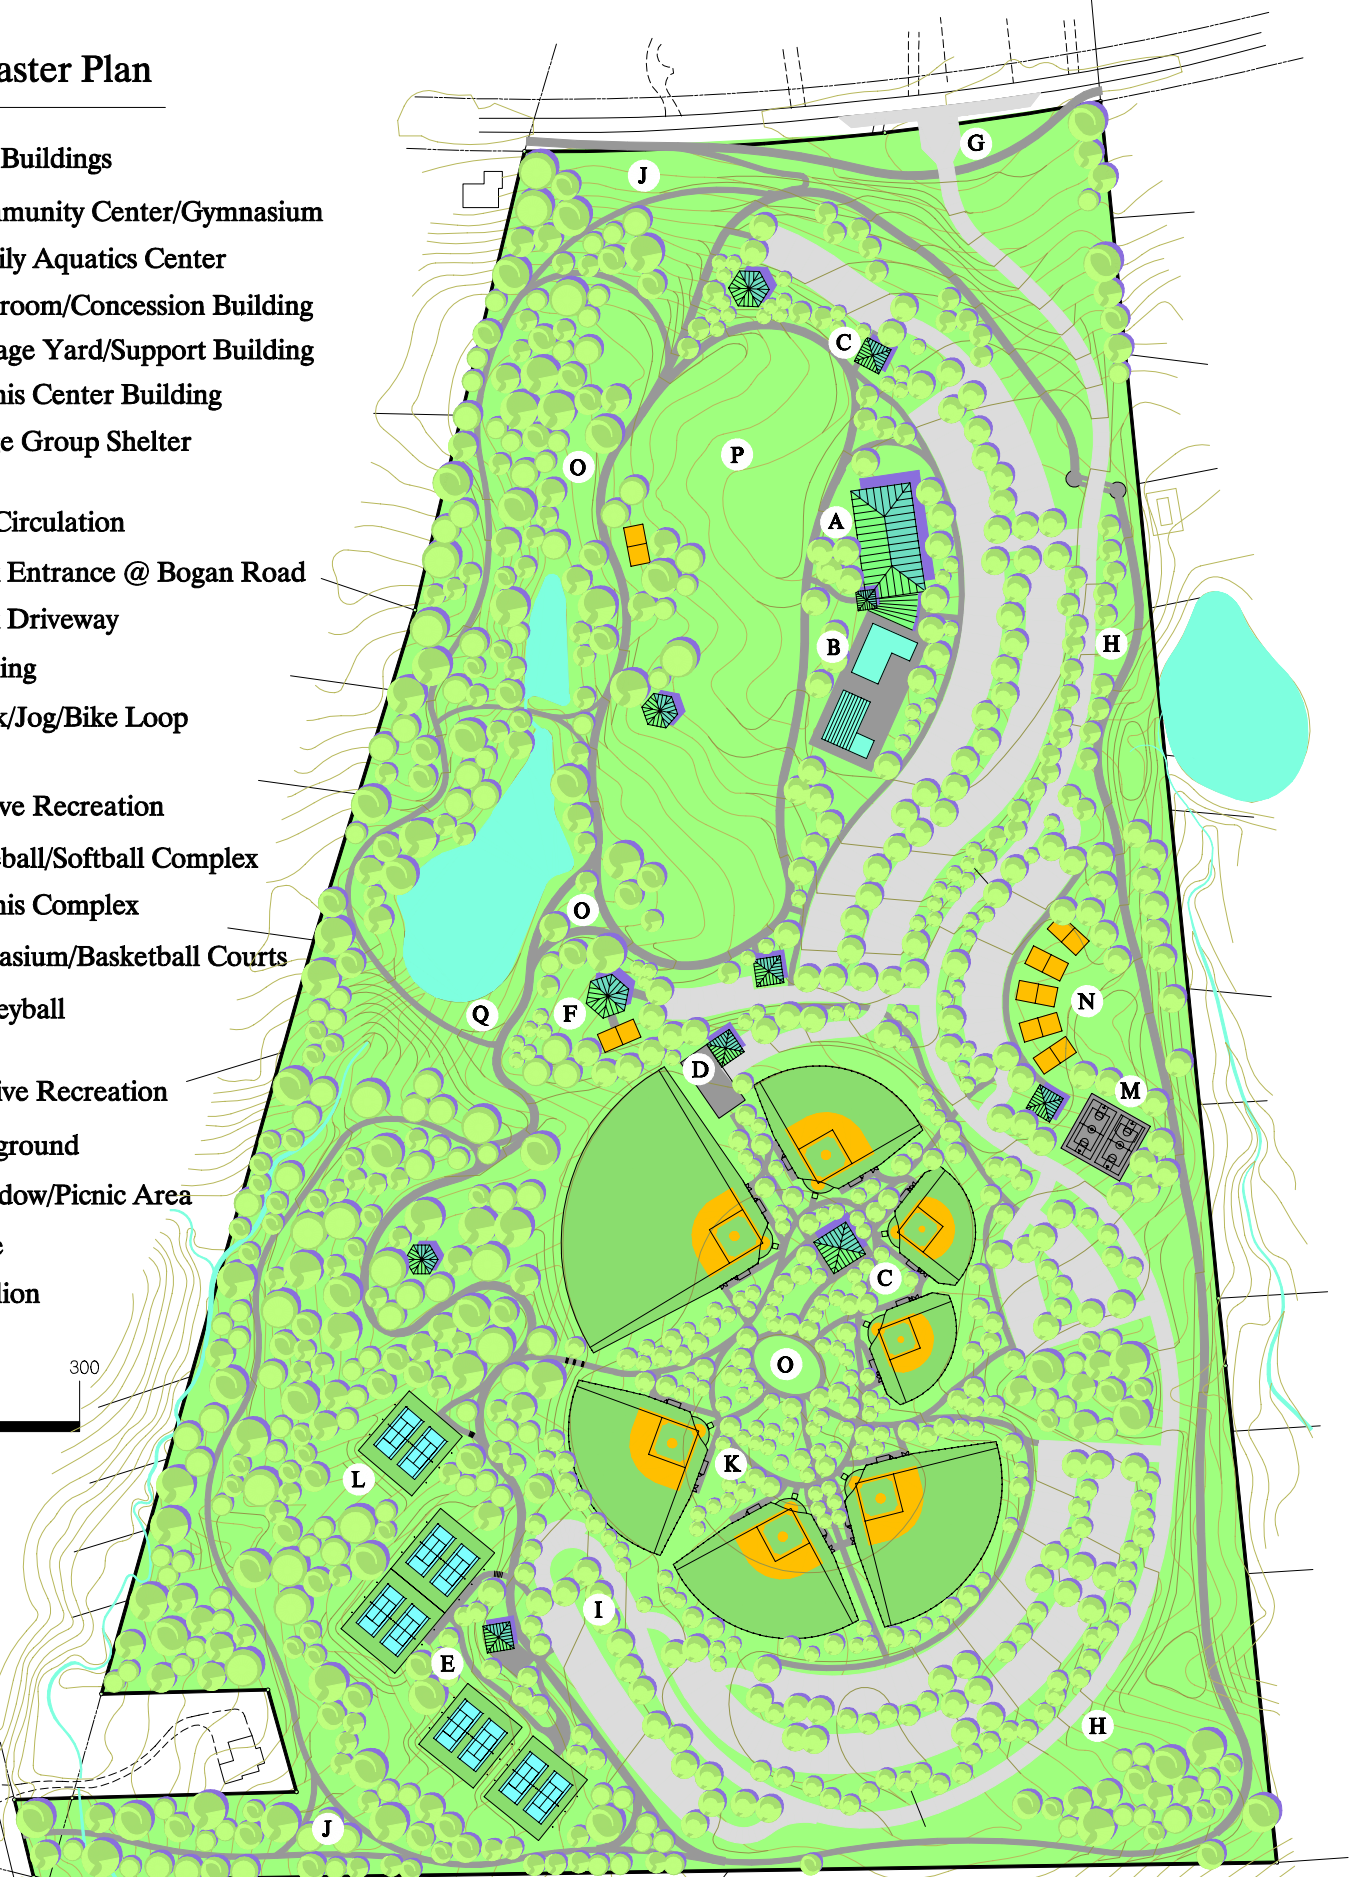 aster Plan
Buildings
mmunity Center/Gymnasium
ily Aquatics Center
room/Concession Building
age Yard/Support Building
nis Center Building
e Group Shelter
Circulation
Entrance @ Bogan Road
Driveway
ing
k/Jog/Bike Loop
ve Recreation
eball/Softball Complex
nis Complex
asium/Basketball Courts
eyball
ive Recreation
ground
dow/Picnic Area
e
lion
300
G
J
C
O
P
A
B
H
O
Q
F
N
D
M
C
O
K
L
I
E
H
J